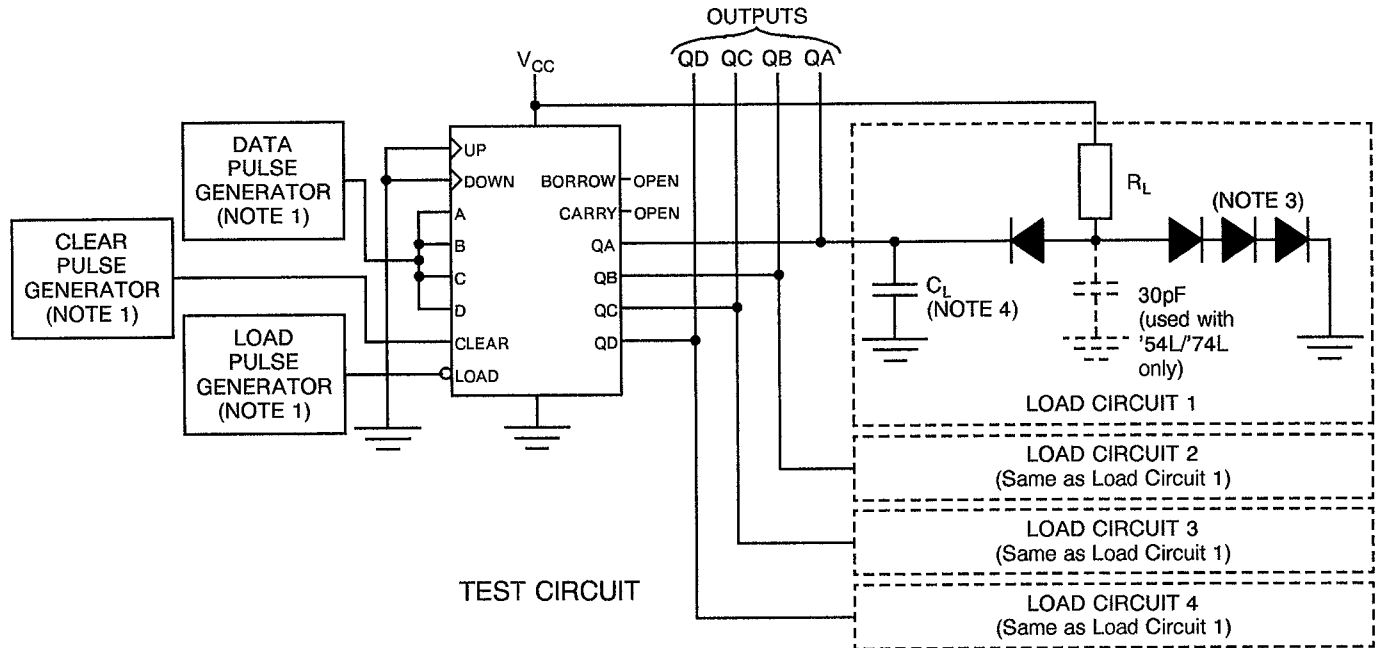 OUTPUTS
QD QC QB QA
VCC
DATA
PULSE
GENERATOR
(NOTE 1)
CLEAR
PULSE
GENERATOR
(NOTE 1)
LOAD
PULSE
GENERATOR
(NOTE 1)
UP
DOWN
A
B
C
D
CLEAR
LOAD
BORROW
CARRY
QA
QB
QC
QD
OPEN
OPEN
RL
(NOTE 3)
CL
(NOTE 4)
30pF
(used with
'54L/'74L
only)
LOAD CIRCUIT 1
LOAD CIRCUIT 2
(Same as Load Circuit 1)
LOAD CIRCUIT 3
(Same as Load Circuit 1)
LOAD CIRCUIT 4
(Same as Load Circuit 1)
TEST CIRCUIT